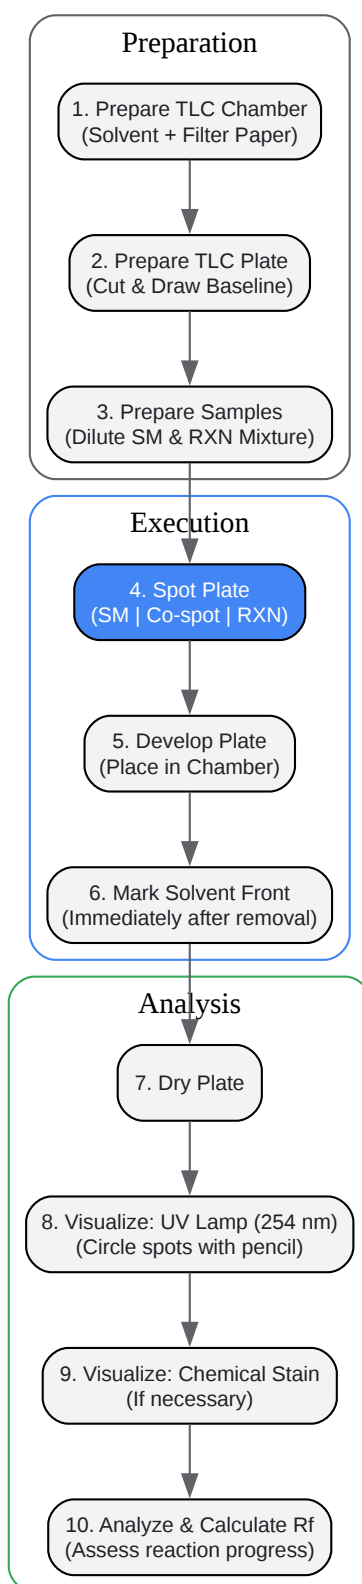 Preparation
1. Prepare TLC Chamber
(Solvent + Filter Paper)
2. Prepare TLC Plate
(Cut & Draw Baseline)
3. Prepare Samples
(Dilute SM & RXN Mixture)
Execution
4. Spot Plate
(SM | Co-spot | RXN)
5. Develop Plate
(Place in Chamber)
6. Mark Solvent Front
(Immediately after removal)
Analysis
7. Dry Plate
8. Visualize: UV Lamp (254 nm)
(Circle spots with pencil)
9. Visualize: Chemical Stain
(If necessary)
10. Analyze & Calculate Rf
(Assess reaction progress)